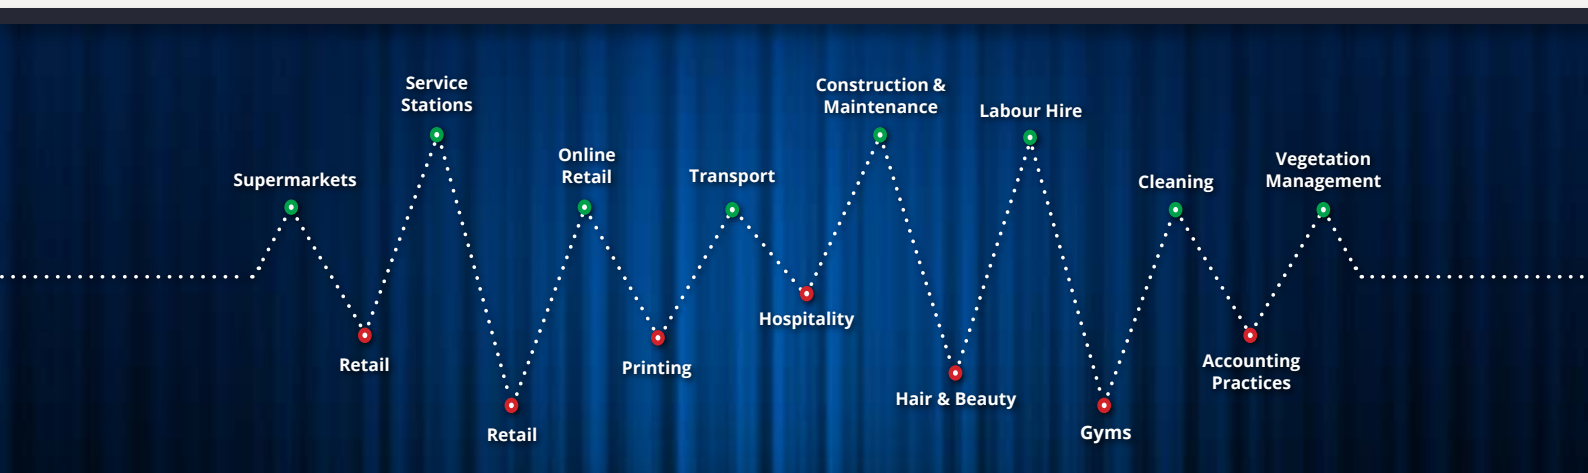 Supermarkets
Retail
Service
Stations
Retail
Online
Retail
Printing
Transport
Hospitality
Construction &
Maintenance
Hair & Beauty
Labour Hire
Gyms
Cleaning
Accounting
Practices
Vegetation
Management